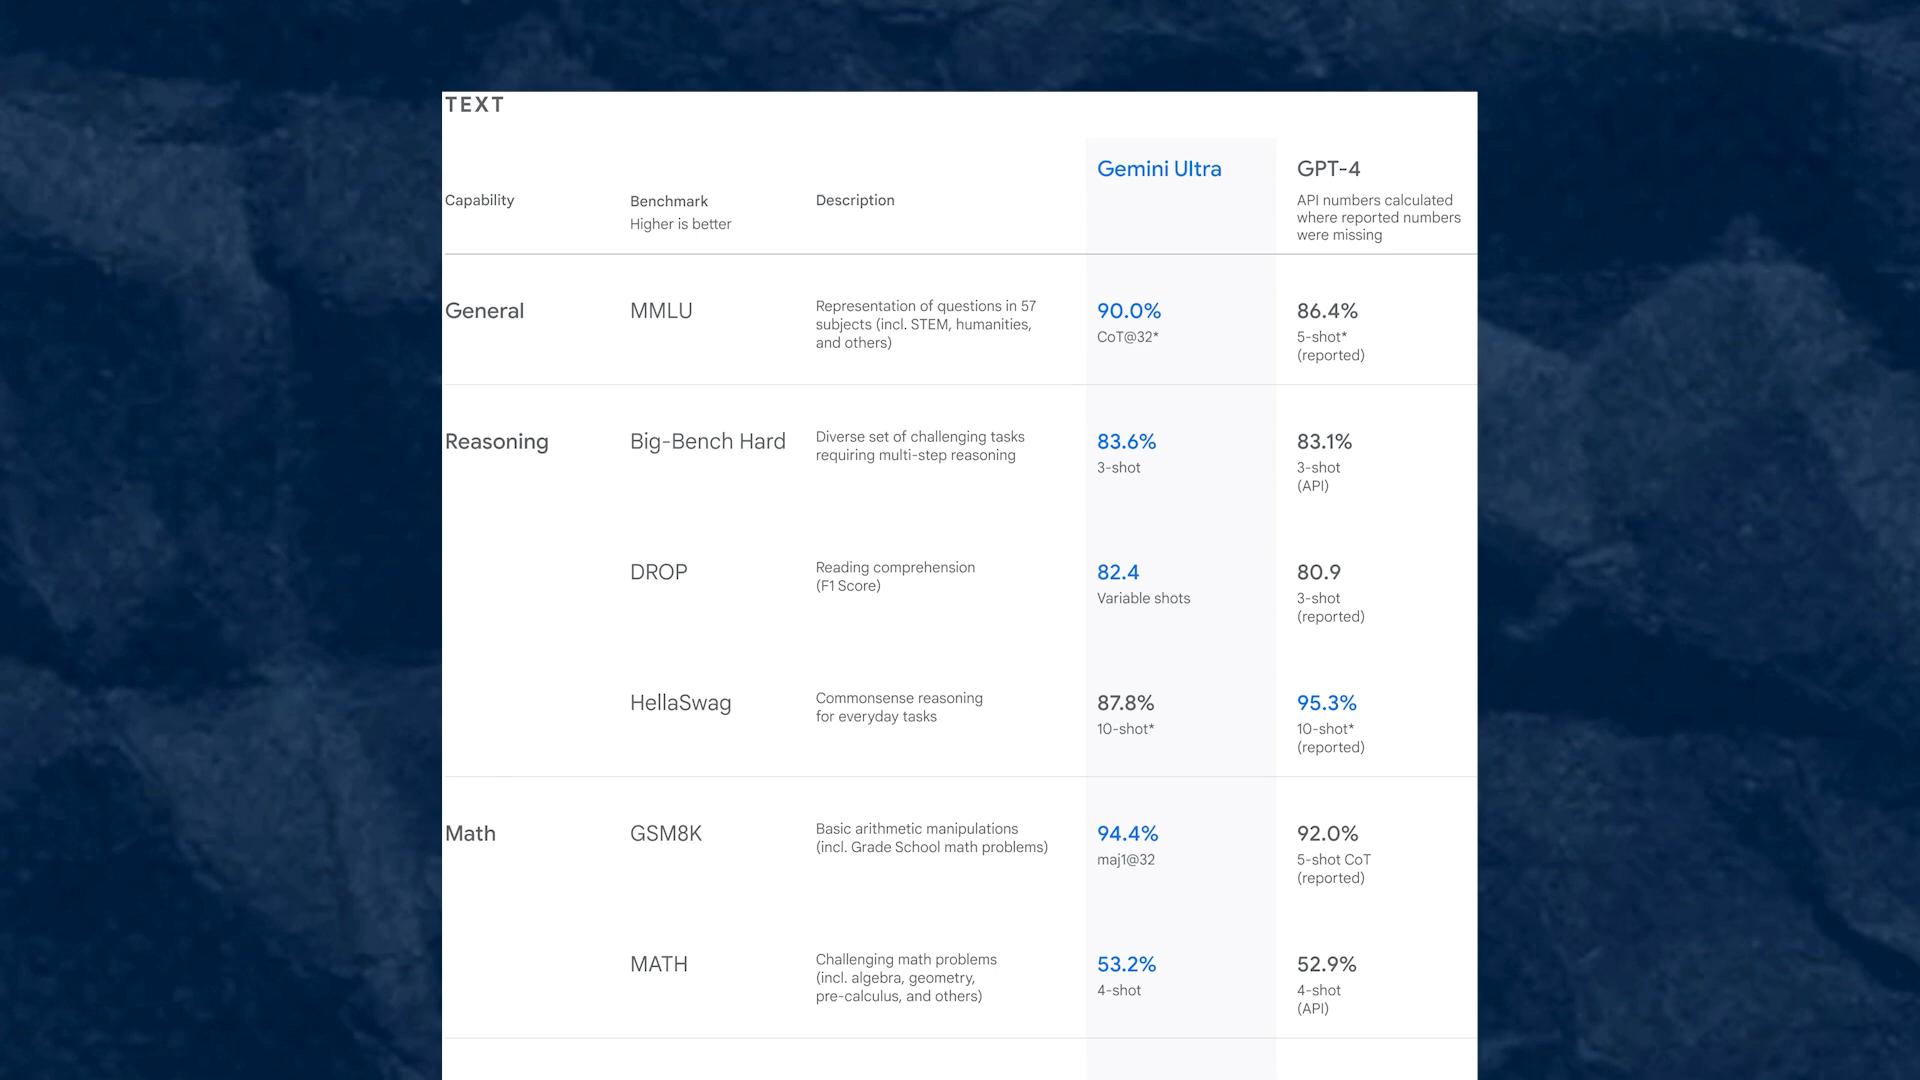 TEXT
Gemini Ultra
GPT-4
Capability
Benchmark
Higher is better
Description
API numbers calculated
where reported numbers
were missing
General
MMLU
Representation of questions in 57
subjects (incl. STEM, humanities,
and others)
90.0%
CoT@32*
86.4%
5-shot*
(reported)
Reasoning
Big-Bench Hard
Diverse set of challenging tasks
requiring multi-step reasoning
83.6%
3-shot
83.1%
3-shot
(API)
DROP
Reading comprehension
(F1 Score)
82.4
Variable shots
80.9
3-shot
(reported)
HellaSwag
Commonsense reasoning
for everyday tasks
87.8%
10-shot*
95.3%
10-shot*
(reported)
Math
GSM8K
Basic arithmetic manipulations
(incl. Grade School math problems)
94.4%
maj1@32
92.0%
5-shot CoT
(reported)
MATH
Challenging math problems
(incl. algebra, geometry,
pre-calculus, and others)
53.2%
4-shot
52.9%
4-shot
(API)